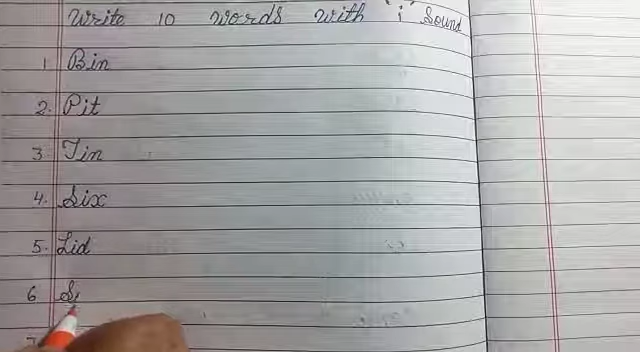 Write 10 words with 'i' Sound
1 Bin
2. Pit
3 Tin
4. Six
5. Lid
6